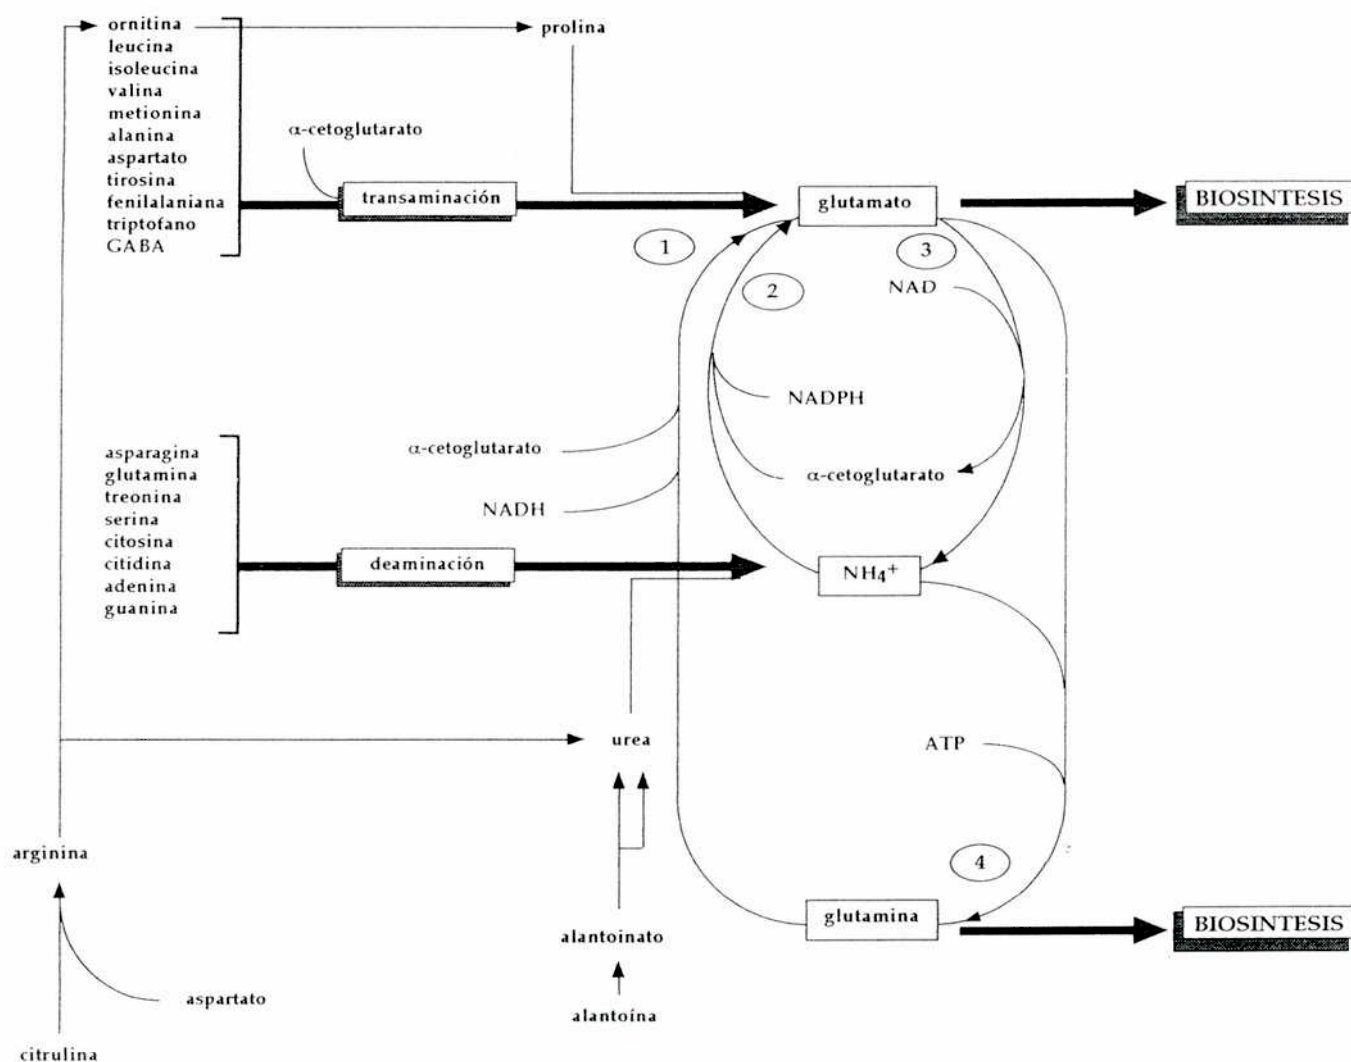 ornitina
leucina
isoleucina
valina
metionina
alanina
aspartato
tirosina
fenilalaniana
triptofano
GABA
prolina
α-cetoglutarato
transaminación
glutamato
BIOSINTESIS
1
2
3
NAD
NADPH
α-cetoglutarato
α-cetoglutarato
NADH
asparagina
glutamina
treonina
serina
citosina
citidina
adenina
guanina
deaminación
NH4+
urea
ATP
arginina
4
glutamina
BIOSINTESIS
alantoinato
aspartato
alantoína
citrulina